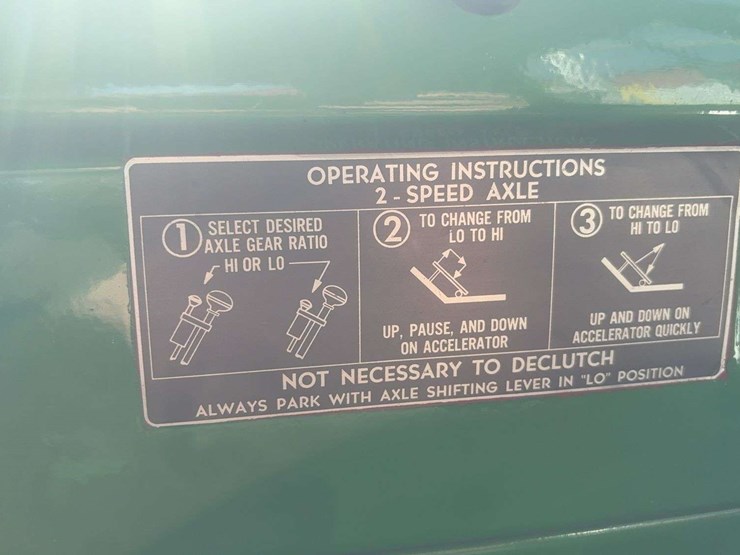 OPERATING INSTRUCTIONS
2 - SPEED AXLE
1 SELECT DESIRED
AXLE GEAR RATIO
HI OR LO
2 TO CHANGE FROM
LO TO HI
UP, PAUSE, AND DOWN
ON ACCELERATOR
3 TO CHANGE FROM
HI TO LO
UP AND DOWN ON
ACCELERATOR QUICKLY
NOT NECESSARY TO DECLUTCH
ALWAYS PARK WITH AXLE SHIFTING LEVER IN "LO" POSITION